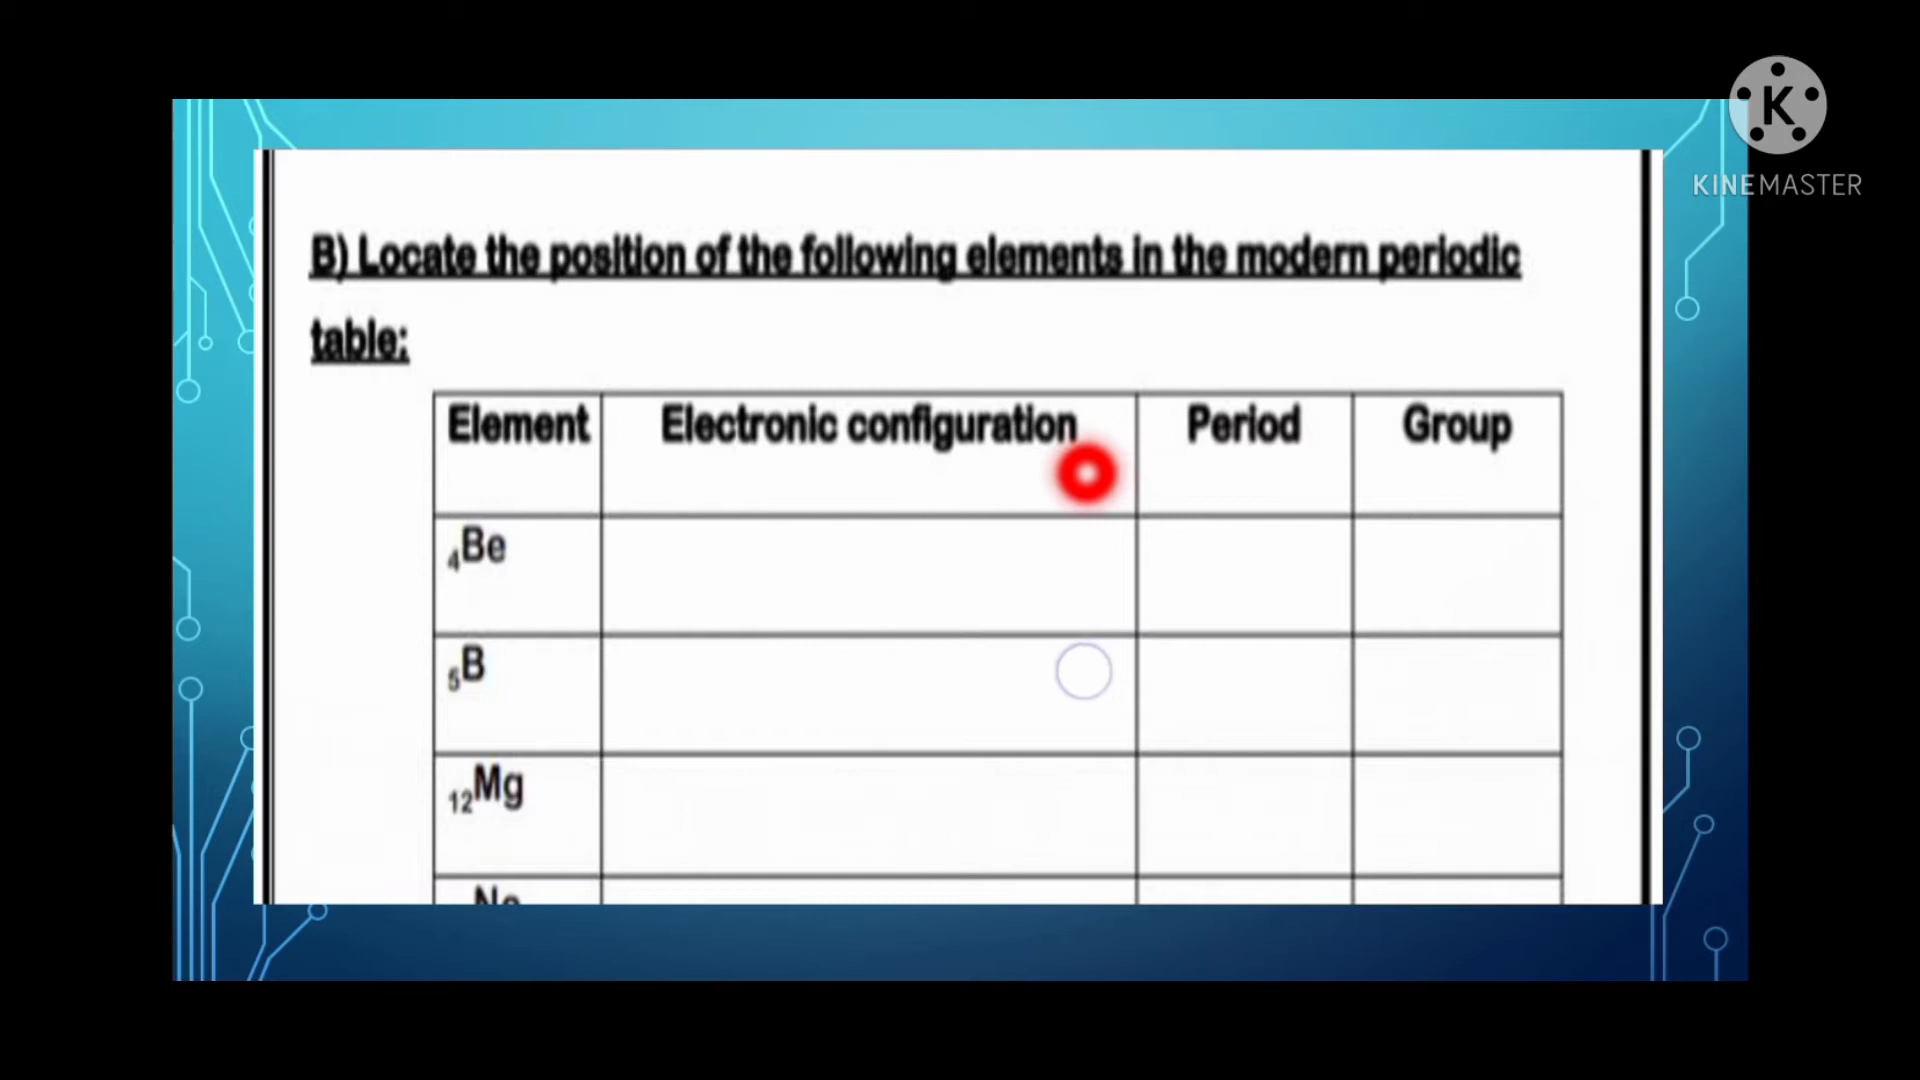 K
KINEMASTER
B) Locate the position of the following elements in the modern periodic
table:
Element Electronic configuration Period Group
4Be
5B
12Mg